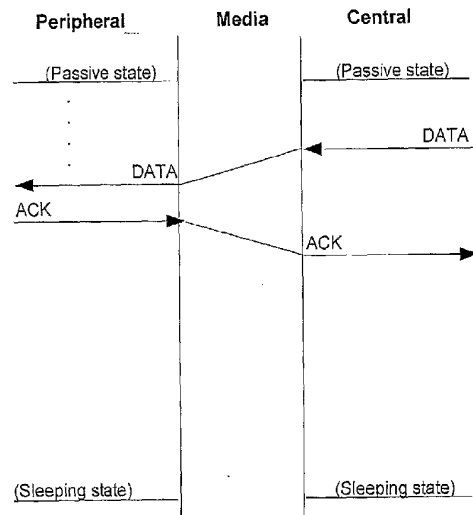 Peripheral Media Central
(Passive state) (Passive state)
DATA
DATA
ACK
ACK
(Sleeping state) (Sleeping state)